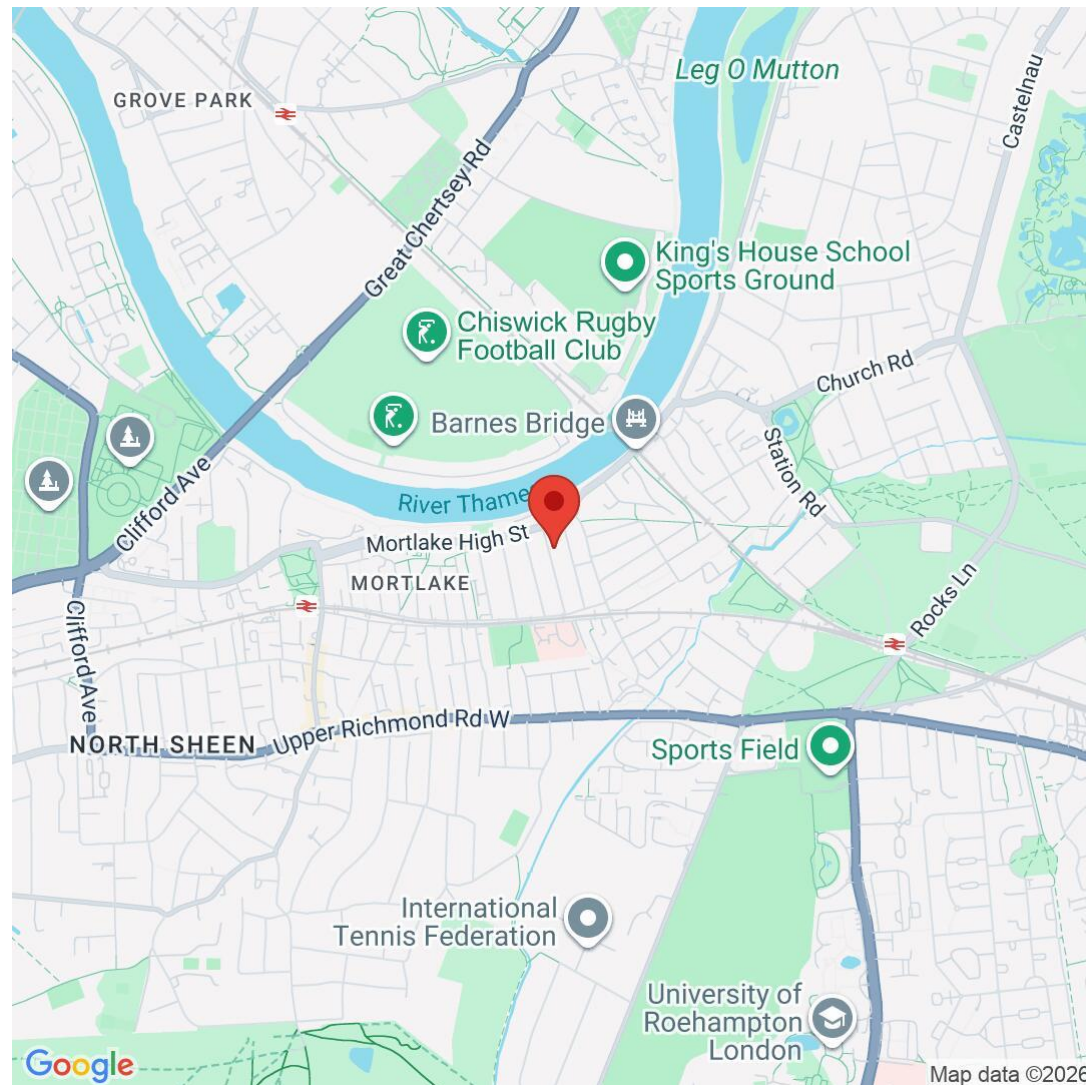 Leg O Mutton
GROVE PARK
Castelnau
Great Chertsey Rd
King's House School
Sports Ground
Chiswick Rugby
Football Club
Church Rd
Barnes Bridge
Station Rd
Clifford Ave
River Thame
Mortlake High St
MORTLAKE
Rocks Ln
Clifford Ave
NORTH SHEEN
Upper Richmond Rd W
Sports Field
International
Tennis Federation
University of
Roehampton
London
Google
Map data ©2026